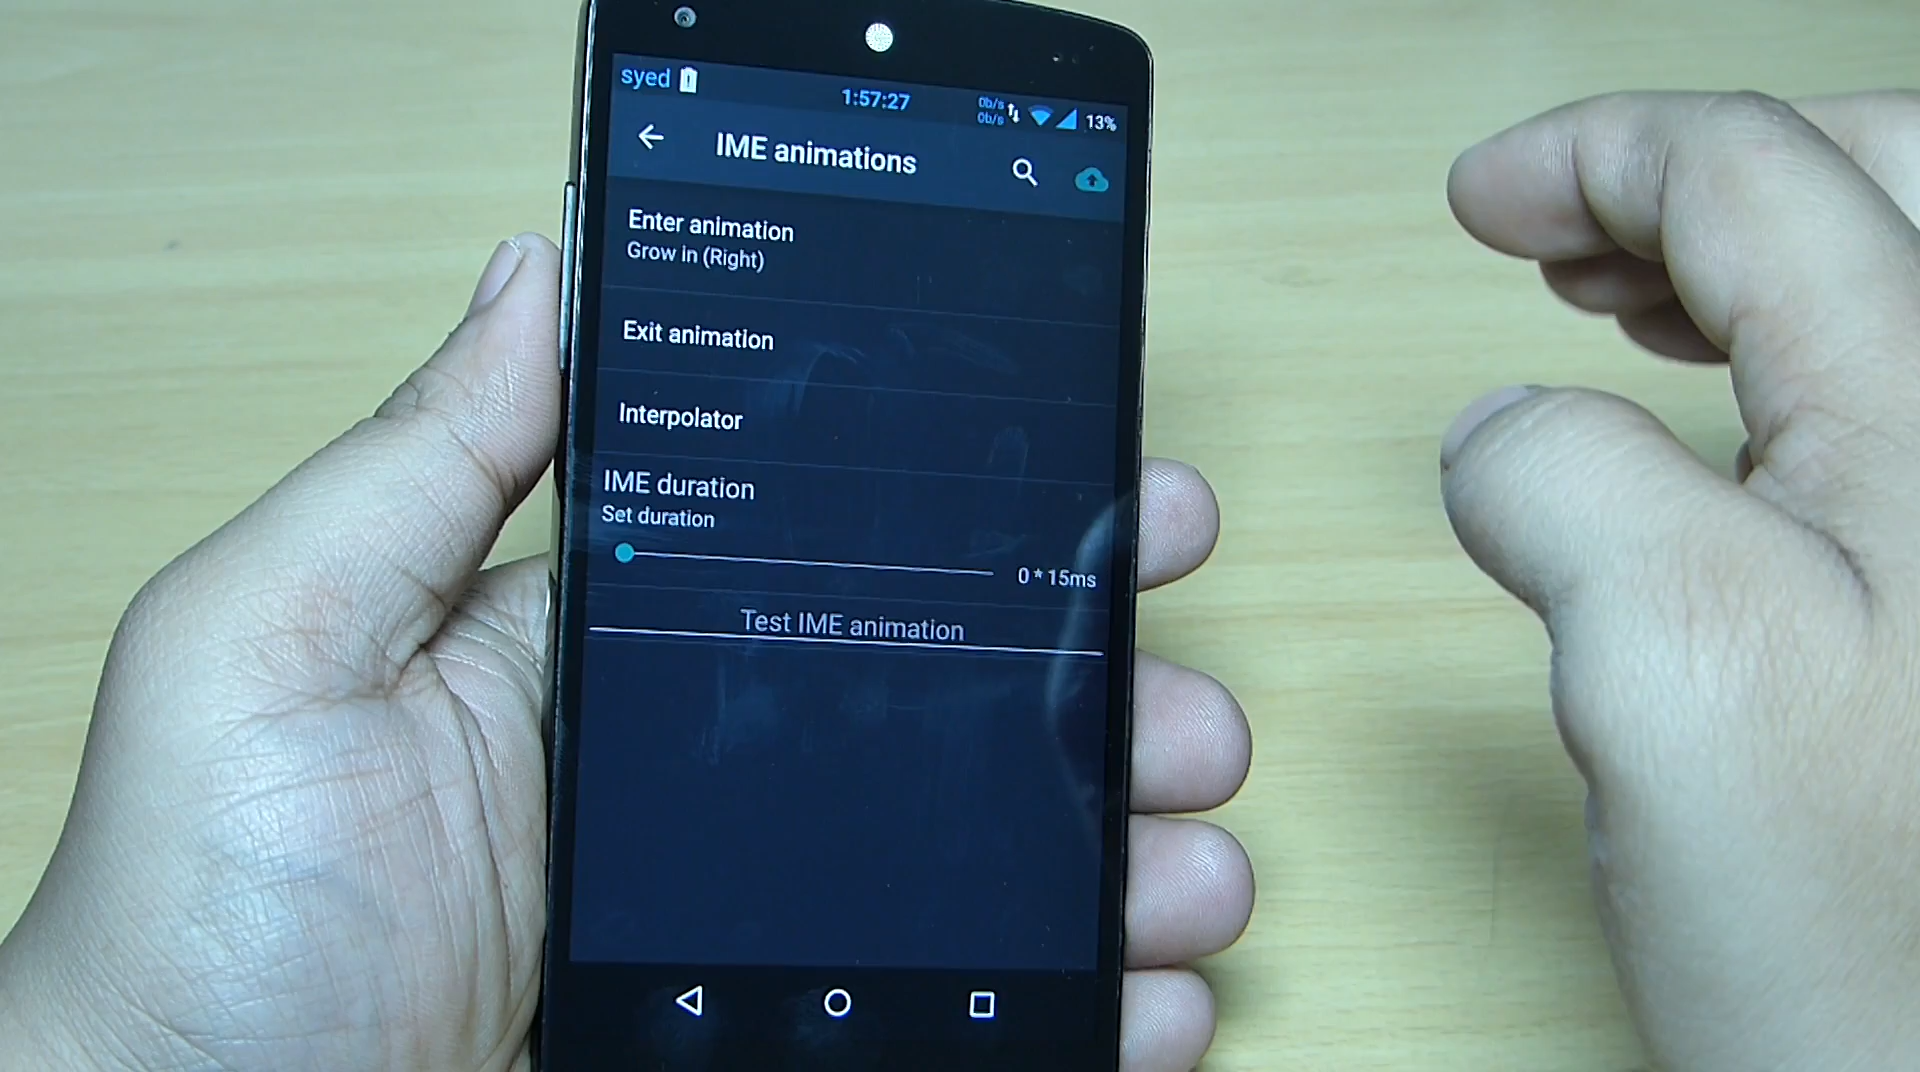 syed
1:57:27
0b/s
0b/s
13%
IME animations
Enter animation
Grow in (Right)
Exit animation
Interpolator
IME duration
Set duration
0 * 15ms
Test IME animation